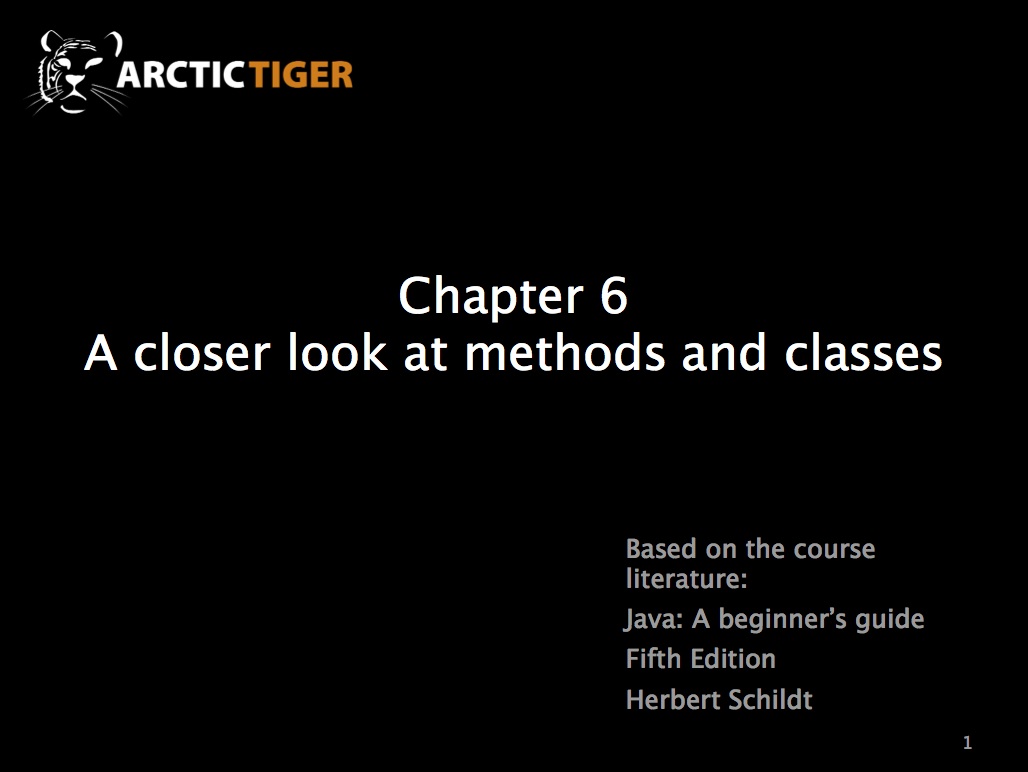 ARCTICTIGER
Chapter 6
A closer look at methods and classes
Based on the course
literature:
Java: A beginner’s guide
Fifth Edition
Herbert Schildt
1